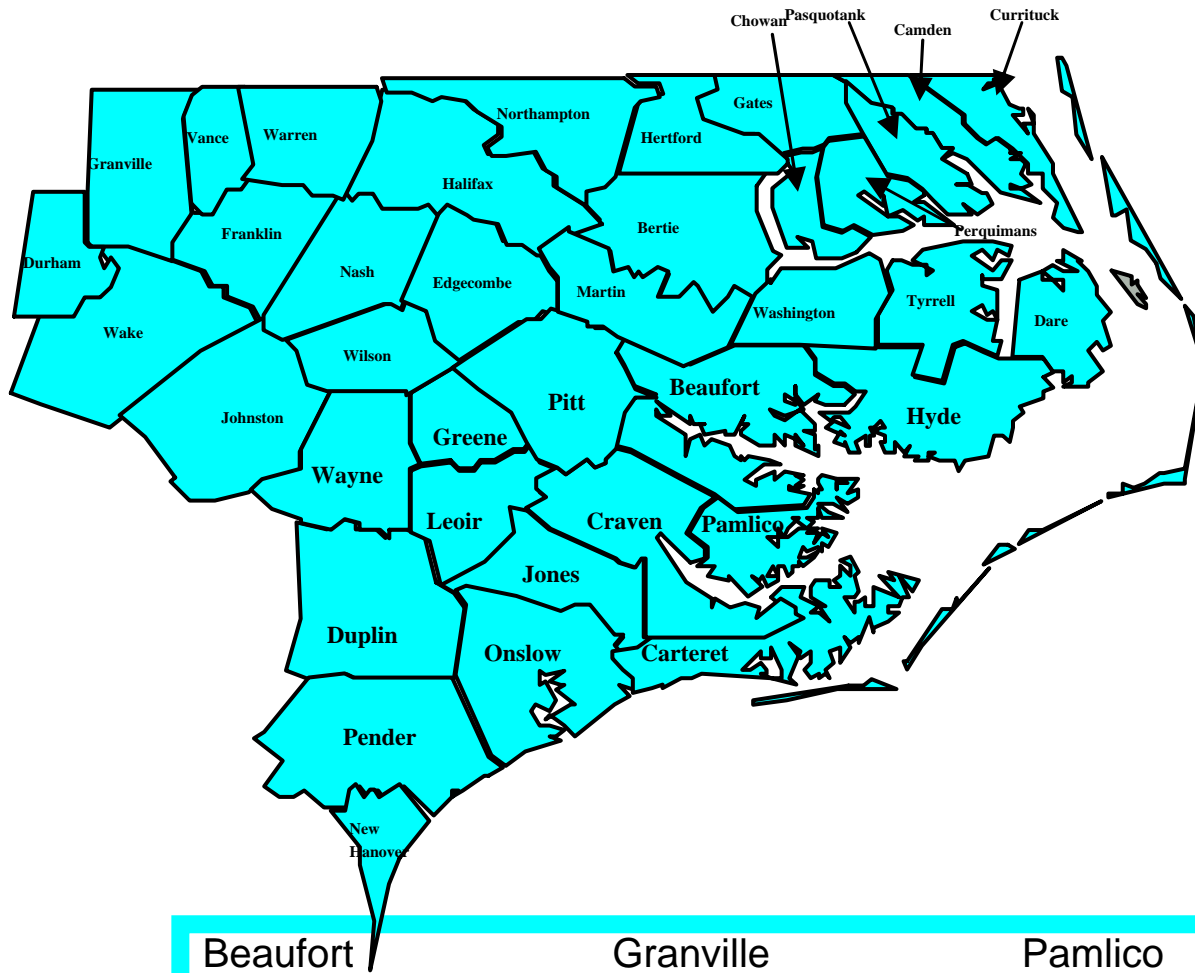 Chowan Pasquotank Camden Currituck
Northampton Gates
Vance Warren Hertford
Granville Halifax
Franklin Bertie Perquimans
Durham Nash Edgecombe Martin
Wake Washington Tyrrell Dare
Wilson
Johnston Pitt Beaufort Hyde
Greene
Wayne
Leoir Craven Pamlico
Jones
Duplin Onslow Carteret
Pender
New
Hanover
Beaufort Granville Pamlico